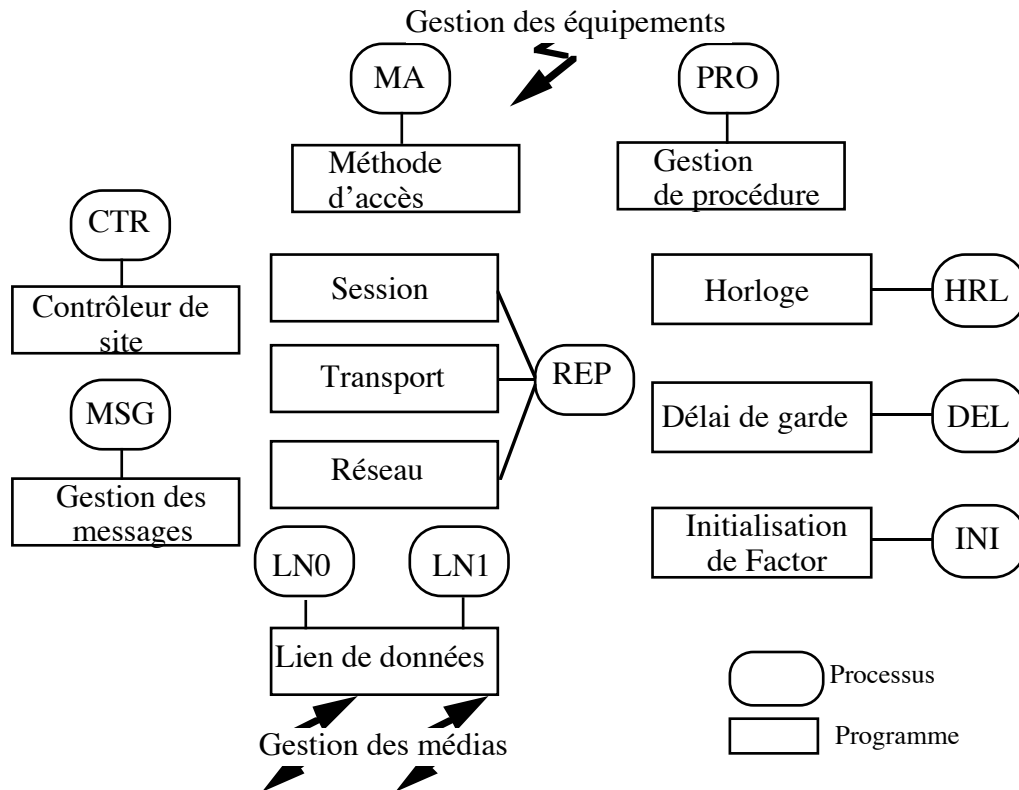 Gestion des équipements
MA
PRO
Méthode
d'accès
Gestion
de procédure
CTR
Contrôleur de
site
MSG
Gestion des
messages
Session
Transport
Réseau
REP
Horloge
HRL
Délai de garde
DEL
Initialisation
de Factor
INI
LN0
LN1
Lien de données
Gestion des médias
Processus
Programme